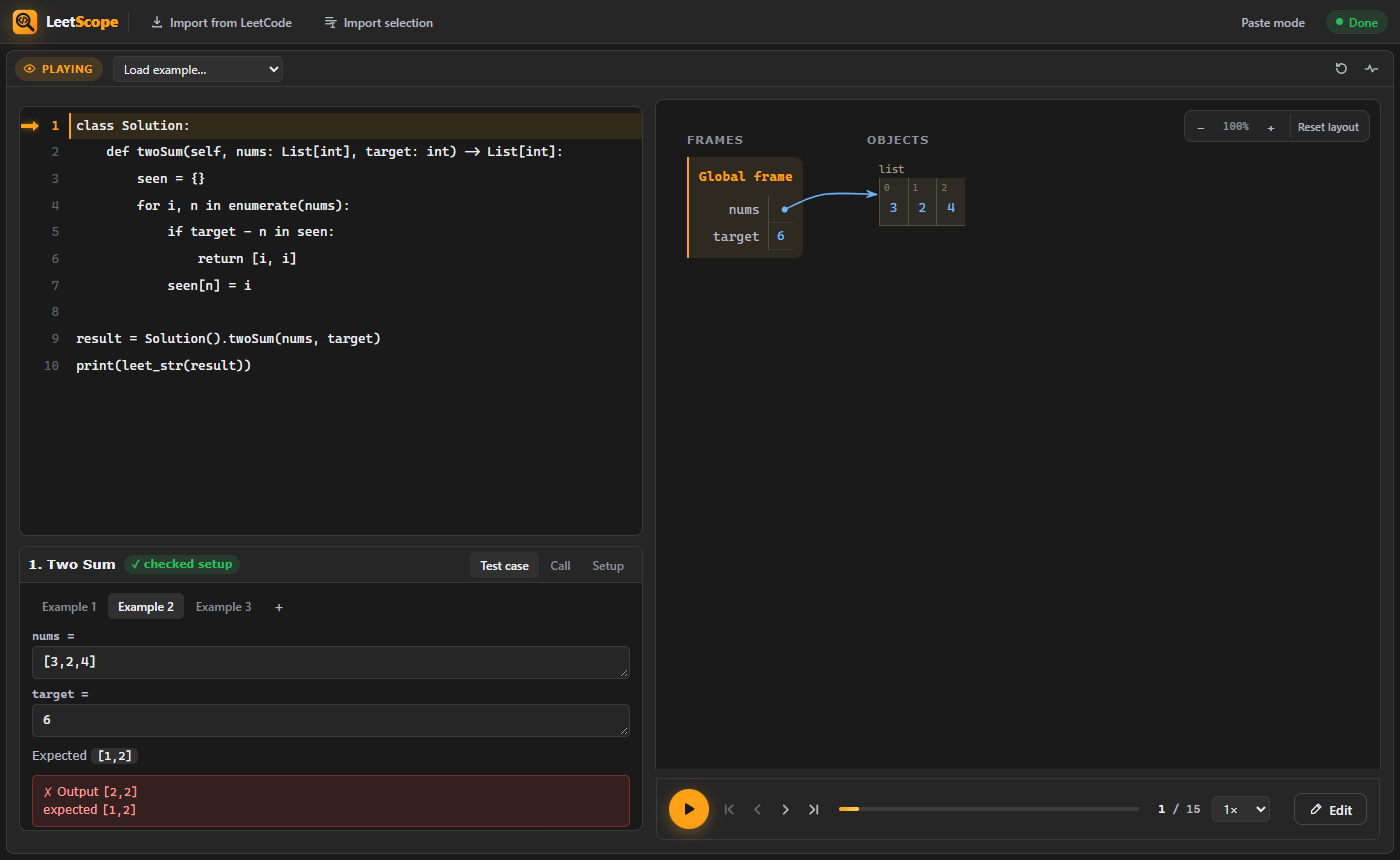 LeetScope
Import from LeetCode
Import selection
Paste mode
Done
PLAYING
Load example...
1 class Solution:
2 def twoSum(self, nums: List[int], target: int) -> List[int]:
3 seen = {}
4 for i, n in enumerate(nums):
5 if target - n in seen:
6 return [i, i]
7 seen[n] = i
8
9 result = Solution().twoSum(nums, target)
10 print(leet_str(result))
1. Two Sum
✓ checked setup
Test case
Call
Setup
Example 1
Example 2
Example 3
+
nums =
[3,2,4]
target =
6
Expected [1,2]
✗ Output [2,2]
expected [1,2]
– 100% + Reset layout
FRAMES
OBJECTS
Global frame
nums
target 6
list
0 1 2
3 2 4
1 / 15
1×
Edit